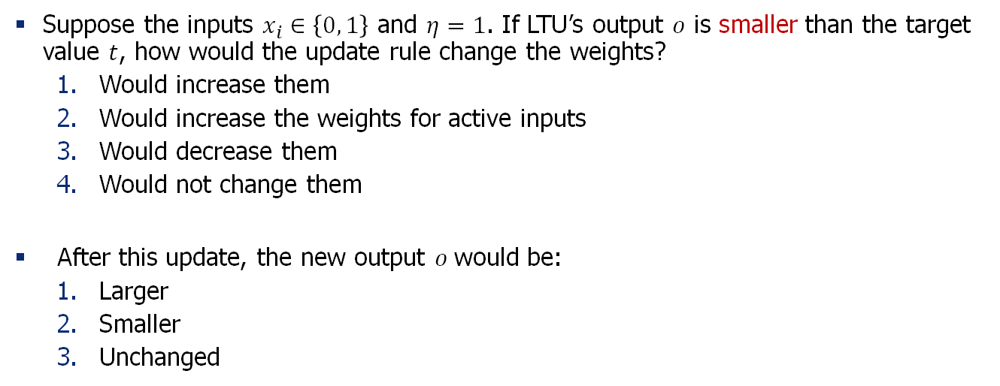 ▪ Suppose the inputs xᵢ ∈ {0, 1} and η = 1. If LTU's output o is smaller than the target
value t, how would the update rule change the weights?
1. Would increase them
2. Would increase the weights for active inputs
3. Would decrease them
4. Would not change them
▪ After this update, the new output o would be:
1. Larger
2. Smaller
3. Unchanged